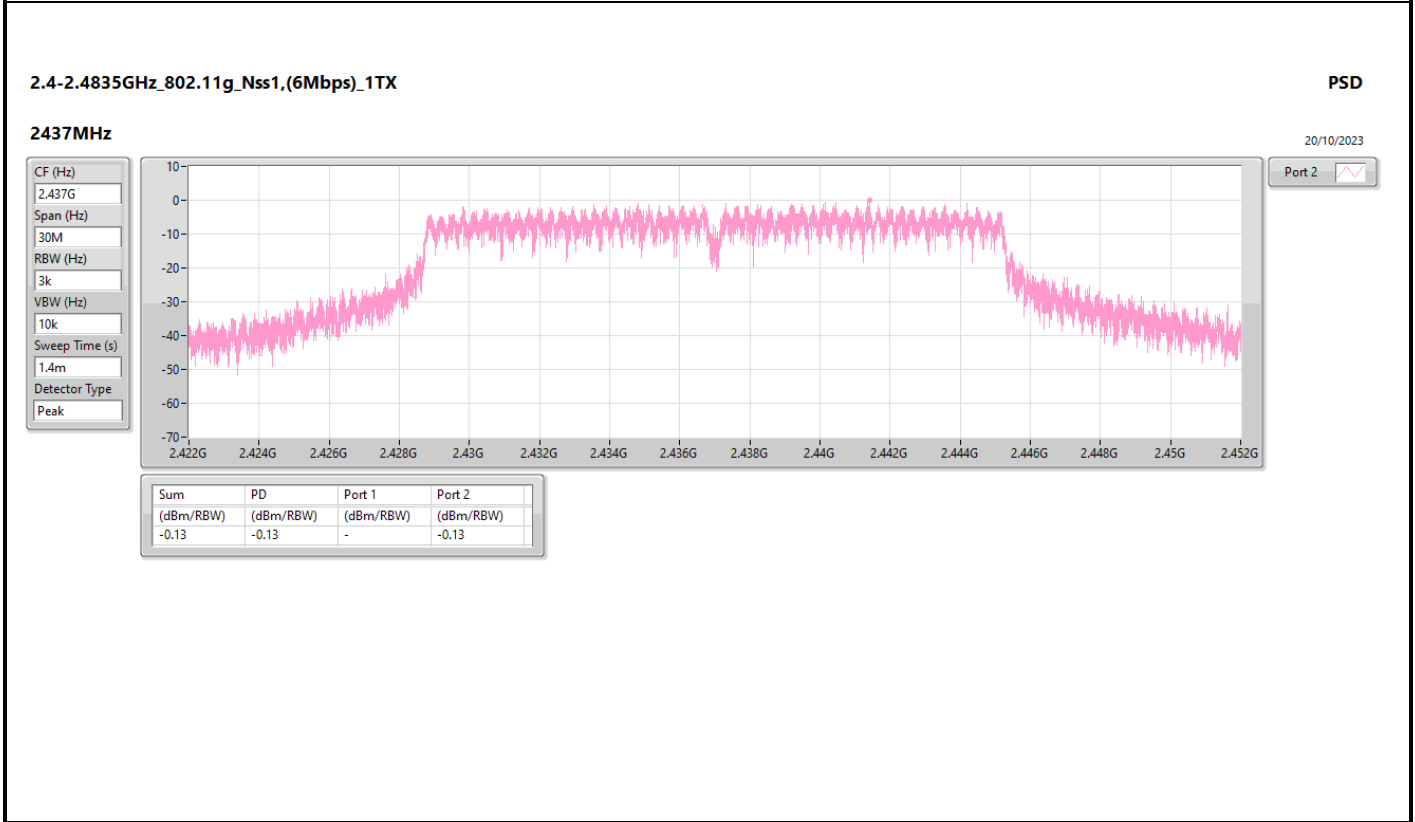 2.4-2.4835GHz_802.11g_Nss1,(6Mbps)_1TX
PSD
2437MHz
20/10/2023
CF (Hz)
2.437G
Span (Hz)
30M
RBW (Hz)
3k
VBW (Hz)
10k
Sweep Time (s)
1.4m
Detector Type
Peak
10
0
-10
-20
-30
-40
-50
-60
-70
2.422G 2.424G 2.426G 2.428G 2.43G 2.432G 2.434G 2.436G 2.438G 2.44G 2.442G 2.444G 2.446G 2.448G 2.45G 2.452G
Port 2
Sum PD Port 1 Port 2
(dBm/RBW) (dBm/RBW) (dBm/RBW) (dBm/RBW)
-0.13 -0.13 - -0.13